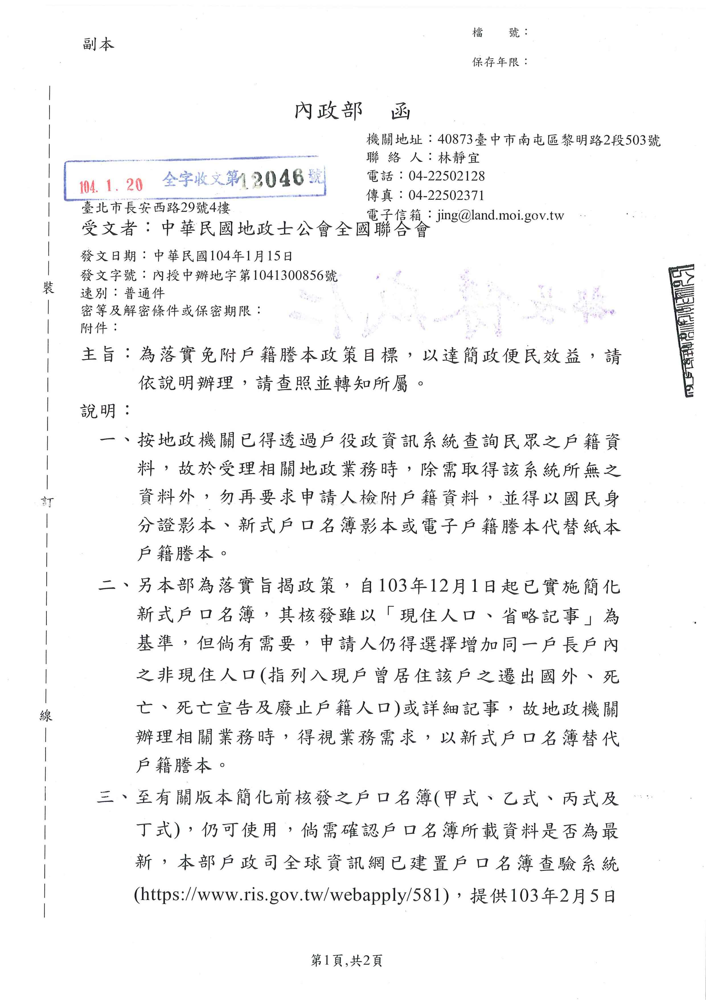 檔　　號：
副本
保存年限：
內政部　函
機關地址：40873臺中市南屯區黎明路2段503號
聯 絡 人：林靜宜
電話：04-22502128
傳真：04-22502371
電子信箱：jing@land.moi.gov.tw
104. 1. 20　全字收文第12046號
臺北市長安西路29號4樓
受文者：中華民國地政士公會全國聯合會
發文日期：中華民國104年1月15日
發文字號：內授中辦地字第1041300856號
速別：普通件
密等及解密條件或保密期限：
附件：
主旨：為落實免附戶籍謄本政策目標，以達簡政便民效益，請
依說明辦理，請查照並轉知所屬。
說明：
一、按地政機關已得透過戶役政資訊系統查詢民眾之戶籍資
料，故於受理相關地政業務時，除需取得該系統所無之
資料外，勿再要求申請人檢附戶籍資料，並得以國民身
分證影本、新式戶口名簿影本或電子戶籍謄本代替紙本
戶籍謄本。
二、另本部為落實旨揭政策，自103年12月1日起已實施簡化
新式戶口名簿，其核發雖以「現住人口、省略記事」為
基準，但倘有需要，申請人仍得選擇增加同一戶長戶內
之非現住人口(指列入現戶曾居住該戶之遷出國外、死
亡、死亡宣告及廢止戶籍人口)或詳細記事，故地政機關
辦理相關業務時，得視業務需求，以新式戶口名簿替代
戶籍謄本。
三、至有關版本簡化前核發之戶口名簿(甲式、乙式、丙式及
丁式)，仍可使用，倘需確認戶口名簿所載資料是否為最
新，本部戶政司全球資訊網已建置戶口名簿查驗系統
(https://www.ris.gov.tw/webapply/581)，提供103年2月5日
裝
訂
線
第1頁,共2頁